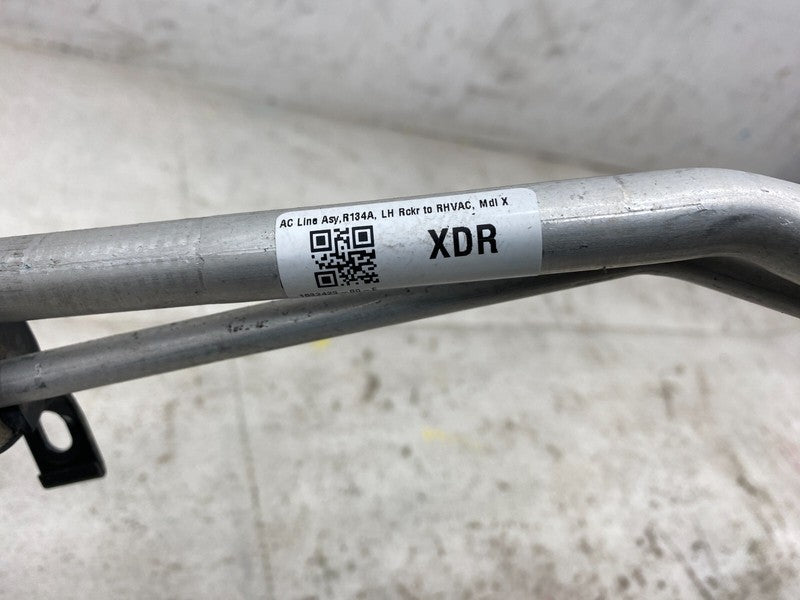 AC Line Asy,R134A, LH Rckr to RHVAC, Mdl X
XDR